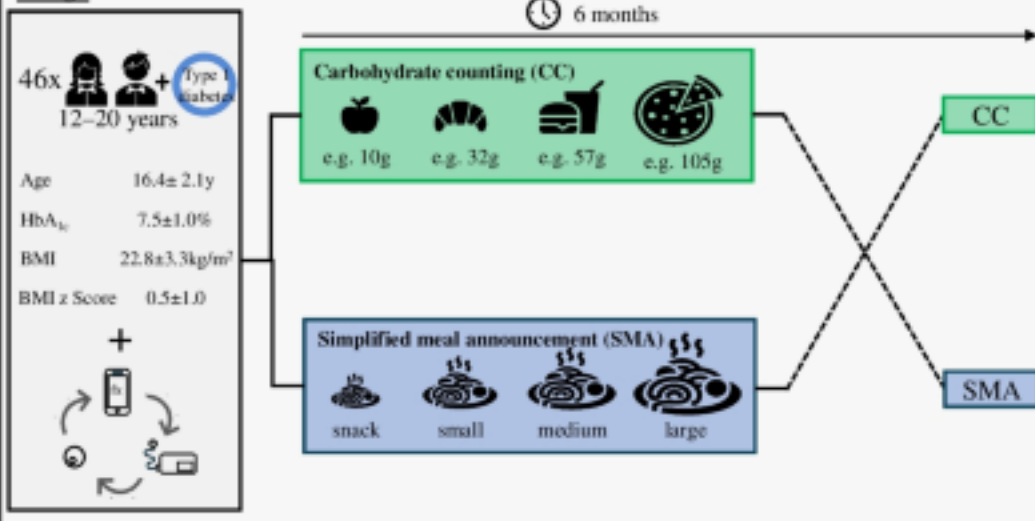 6 months
46x
+
Type 1
diabetes
12–20 years
Age 16.4± 2.1y
HbA1c 7.5±1.0%
BMI 22.8±3.3kg/m²
BMI z Score 0.5±1.0
+
Carbohydrate counting (CC)
e.g. 10g e.g. 32g e.g. 57g e.g. 105g
CC
Simplified meal announcement (SMA)
snack small medium large
SMA